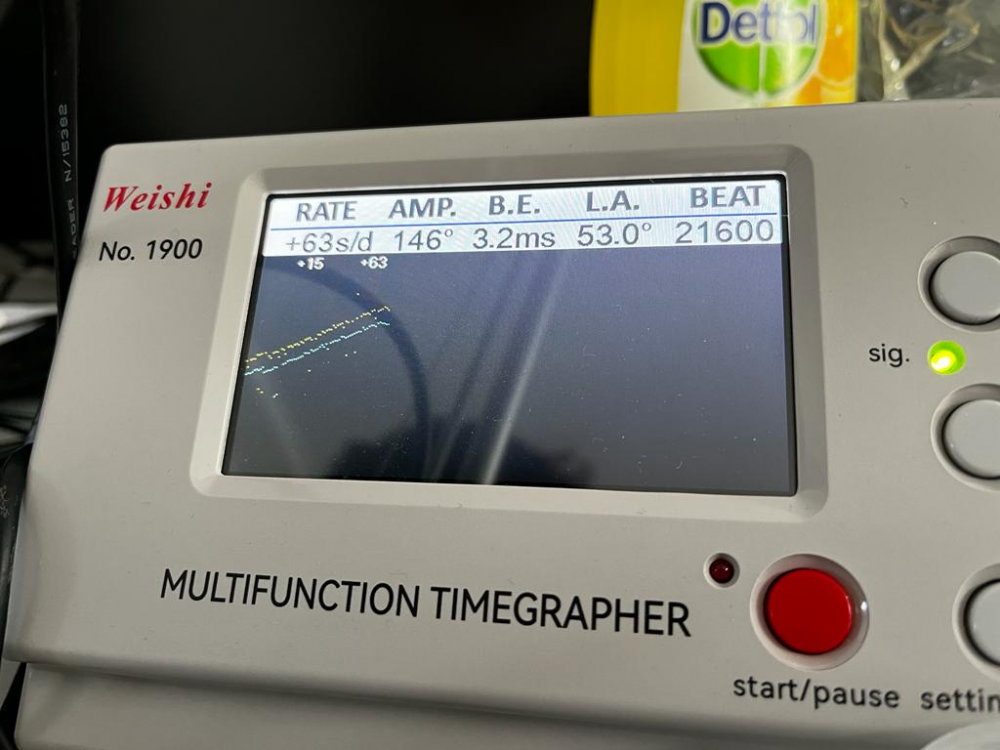 Dettol
N/15382
Weishi
No. 1900
RATE AMP. B.E. L.A. BEAT
+63s/d 146° 3.2ms 53.0° 21600
+15 +63
sig.
MULTIFUNCTION TIMEGRAPHER
start/pause